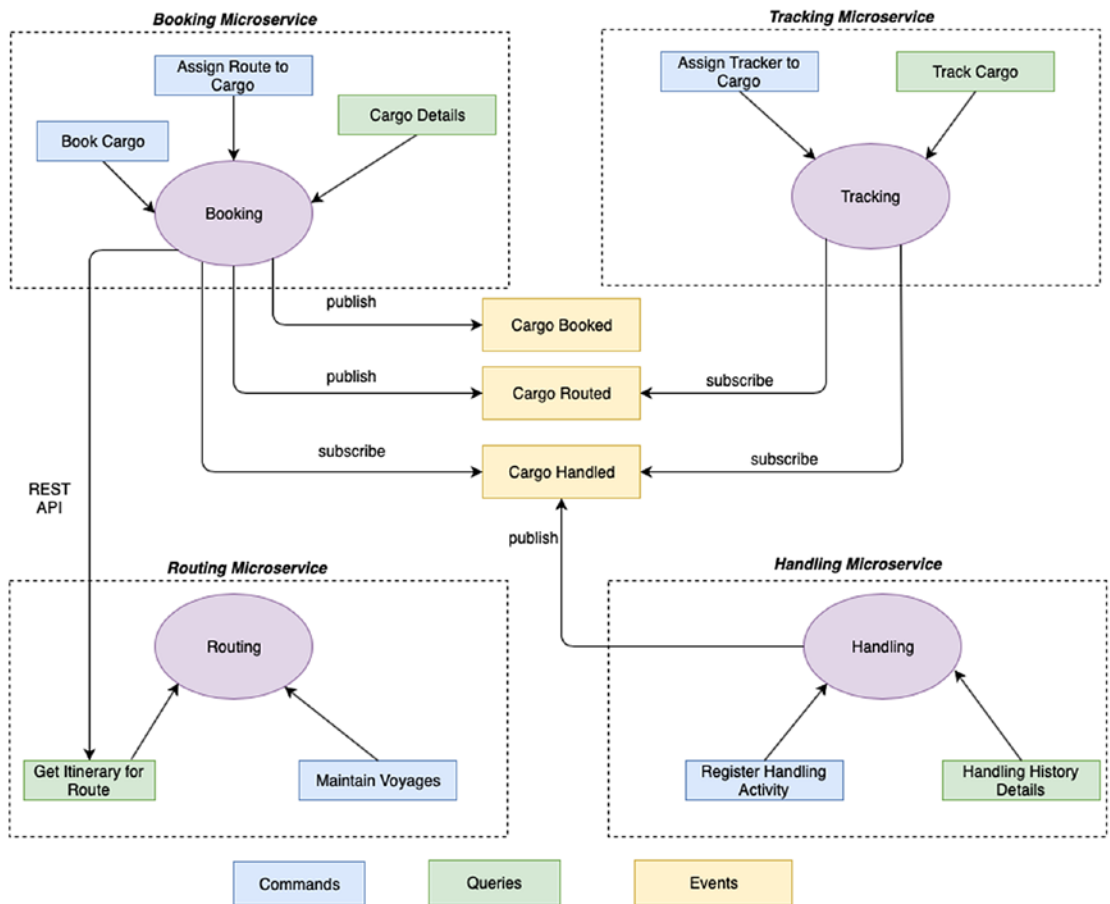 Booking Microservice
Tracking Microservice
Assign Route to
Cargo
Cargo Details
Book Cargo
Booking
Assign Tracker to
Cargo
Track Cargo
Tracking
publish
Cargo Booked
publish
Cargo Routed
subscribe
subscribe
Cargo Handled
subscribe
REST
API
publish
Routing Microservice
Handling Microservice
Routing
Get Itinerary for
Route
Maintain Voyages
Handling
Register Handling
Activity
Handling History
Details
Commands
Queries
Events